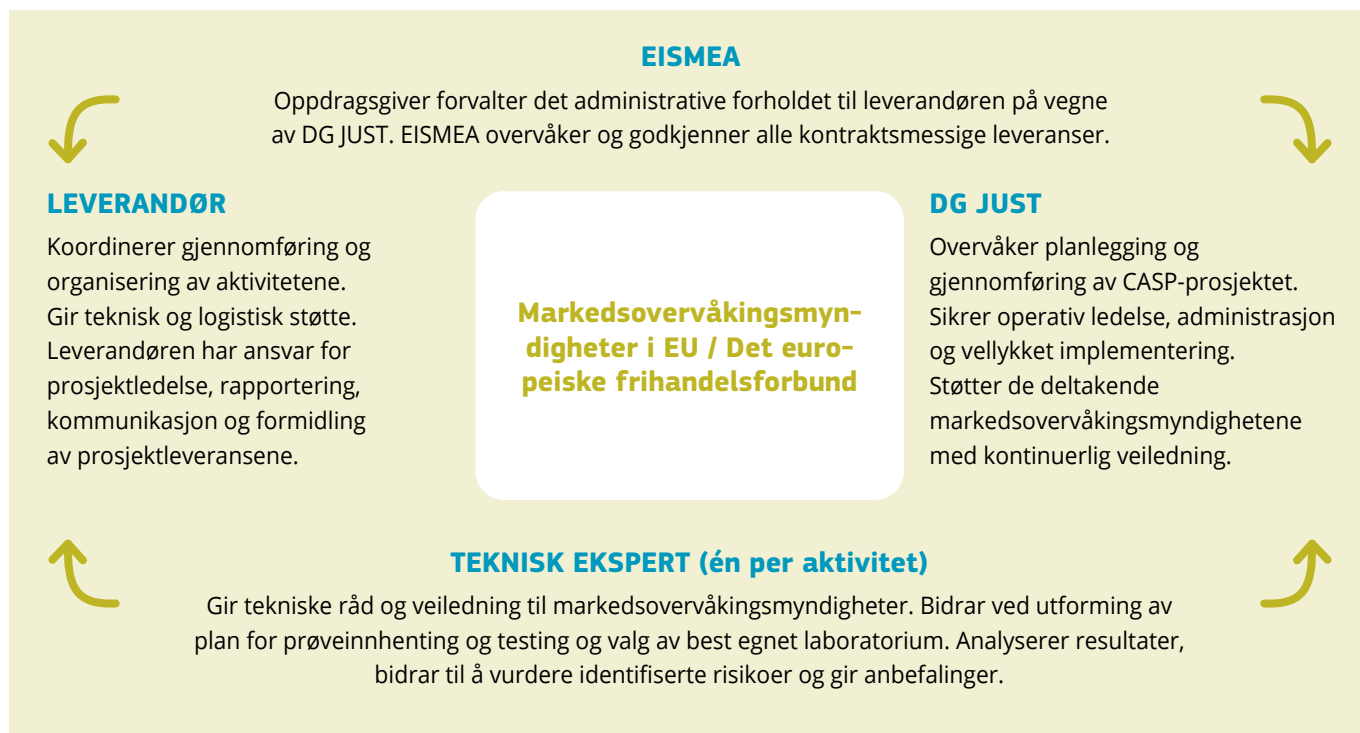 EISMEA
Oppdragsgiver forvalter det administrative forholdet til leverandøren på vegne
av DG JUST. EISMEA overvåker og godkjenner alle kontraktsmessige leveranser.
LEVERANDØR
Koordinerer gjennomføring og
organisering av aktivitetene.
Gir teknisk og logistisk støtte.
Leverandøren har ansvar for
prosjektledelse, rapportering,
kommunikasjon og formidling
av prosjektleveransene.
Markedsovervåkingsmyn-
digheter i EU / Det euro-
peiske frihandelsforbund
DG JUST
Overvåker planlegging og
gjennomføring av CASP-prosjektet.
Sikrer operativ ledelse, administrasjon
og vellykket implementering.
Støtter de deltakende
markedsovervåkingsmyndighetene
med kontinuerlig veiledning.
TEKNISK EKSPERT (én per aktivitet)
Gir tekniske råd og veiledning til markedsovervåkingsmyndigheter. Bidrar ved utforming av
plan for prøveinnhenting og testing og valg av best egnet laboratorium. Analyserer resultater,
bidrar til å vurdere identifiserte risikoer og gir anbefalinger.